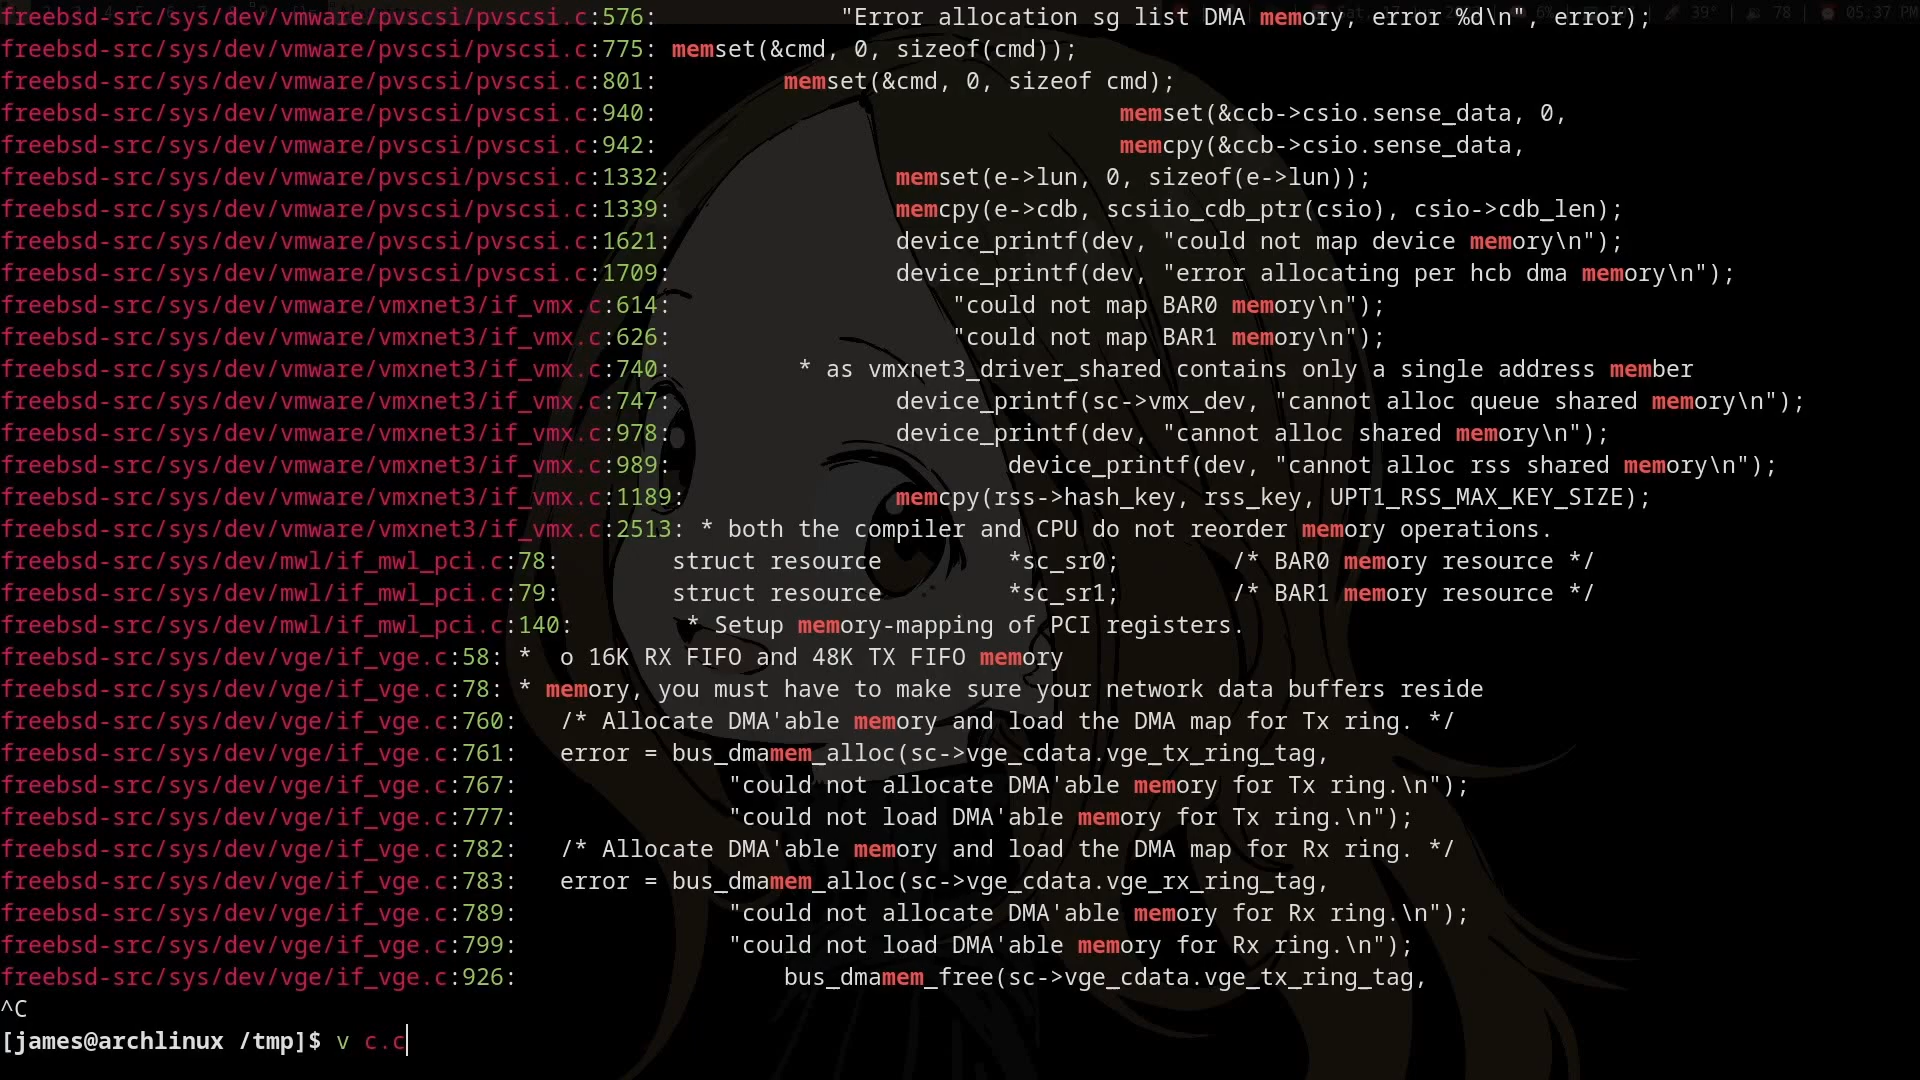 freebsd-src/sys/dev/vmware/pvscsi/pvscsi.c:576: "Error allocation sg list DMA memory, error %d\n", error);
freebsd-src/sys/dev/vmware/pvscsi/pvscsi.c:775: memset(&cmd, 0, sizeof(cmd));
freebsd-src/sys/dev/vmware/pvscsi/pvscsi.c:801: memset(&cmd, 0, sizeof cmd);
freebsd-src/sys/dev/vmware/pvscsi/pvscsi.c:940: memset(&ccb->csio.sense_data, 0,
freebsd-src/sys/dev/vmware/pvscsi/pvscsi.c:942: memcpy(&ccb->csio.sense_data,
freebsd-src/sys/dev/vmware/pvscsi/pvscsi.c:1332: memset(e->lun, 0, sizeof(e->lun));
freebsd-src/sys/dev/vmware/pvscsi/pvscsi.c:1339: memcpy(e->cdb, scsiio_cdb_ptr(csio), csio->cdb_len);
freebsd-src/sys/dev/vmware/pvscsi/pvscsi.c:1621: device_printf(dev, "could not map device memory\n");
freebsd-src/sys/dev/vmware/pvscsi/pvscsi.c:1709: device_printf(dev, "error allocating per hcb dma memory\n");
freebsd-src/sys/dev/vmware/vmxnet3/if_vmx.c:614: "could not map BAR0 memory\n");
freebsd-src/sys/dev/vmware/vmxnet3/if_vmx.c:626: "could not map BAR1 memory\n");
freebsd-src/sys/dev/vmware/vmxnet3/if_vmx.c:740: * as vmxnet3_driver_shared contains only a single address member
freebsd-src/sys/dev/vmware/vmxnet3/if_vmx.c:747: device_printf(sc->vmx_dev, "cannot alloc queue shared memory\n");
freebsd-src/sys/dev/vmware/vmxnet3/if_vmx.c:978: device_printf(dev, "cannot alloc shared memory\n");
freebsd-src/sys/dev/vmware/vmxnet3/if_vmx.c:989: device_printf(dev, "cannot alloc rss shared memory\n");
freebsd-src/sys/dev/vmware/vmxnet3/if_vmx.c:1189: memcpy(rss->hash_key, rss_key, UPT1_RSS_MAX_KEY_SIZE);
freebsd-src/sys/dev/vmware/vmxnet3/if_vmx.c:2513: * both the compiler and CPU do not reorder memory operations.
freebsd-src/sys/dev/mwl/if_mwl_pci.c:78: struct resource *sc_sr0; /* BAR0 memory resource */
freebsd-src/sys/dev/mwl/if_mwl_pci.c:79: struct resource *sc_sr1; /* BAR1 memory resource */
freebsd-src/sys/dev/mwl/if_mwl_pci.c:140: * Setup memory-mapping of PCI registers.
freebsd-src/sys/dev/vge/if_vge.c:58: * o 16K RX FIFO and 48K TX FIFO memory
freebsd-src/sys/dev/vge/if_vge.c:78: * memory, you must have to make sure your network data buffers reside
freebsd-src/sys/dev/vge/if_vge.c:760: /* Allocate DMA'able memory and load the DMA map for Tx ring. */
freebsd-src/sys/dev/vge/if_vge.c:761: error = bus_dmamem_alloc(sc->vge_cdata.vge_tx_ring_tag,
freebsd-src/sys/dev/vge/if_vge.c:767: "could not allocate DMA'able memory for Tx ring.\n");
freebsd-src/sys/dev/vge/if_vge.c:777: "could not load DMA'able memory for Tx ring.\n");
freebsd-src/sys/dev/vge/if_vge.c:782: /* Allocate DMA'able memory and load the DMA map for Rx ring. */
freebsd-src/sys/dev/vge/if_vge.c:783: error = bus_dmamem_alloc(sc->vge_cdata.vge_rx_ring_tag,
freebsd-src/sys/dev/vge/if_vge.c:789: "could not allocate DMA'able memory for Rx ring.\n");
freebsd-src/sys/dev/vge/if_vge.c:799: "could not load DMA'able memory for Rx ring.\n");
freebsd-src/sys/dev/vge/if_vge.c:926: bus_dmamem_free(sc->vge_cdata.vge_tx_ring_tag,
^C
[james@archlinux /tmp]$ v c.c